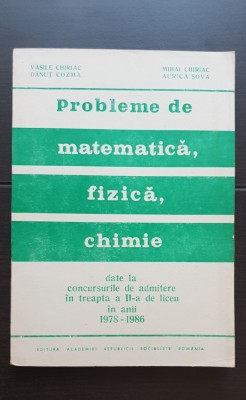 VASILE CHIRIAC
DĂNUȚ COZMA
MIHAI CHIRIAC
AURICA ȘOVA
Probleme de
matematică,
fizică,
chimie
date la
concursurile de admitere
în treapta a II-a de liceu
în anii
1978-1986
EDITURA ACADEMIEI REPUBLICII SOCIALISTE ROMÂNIA